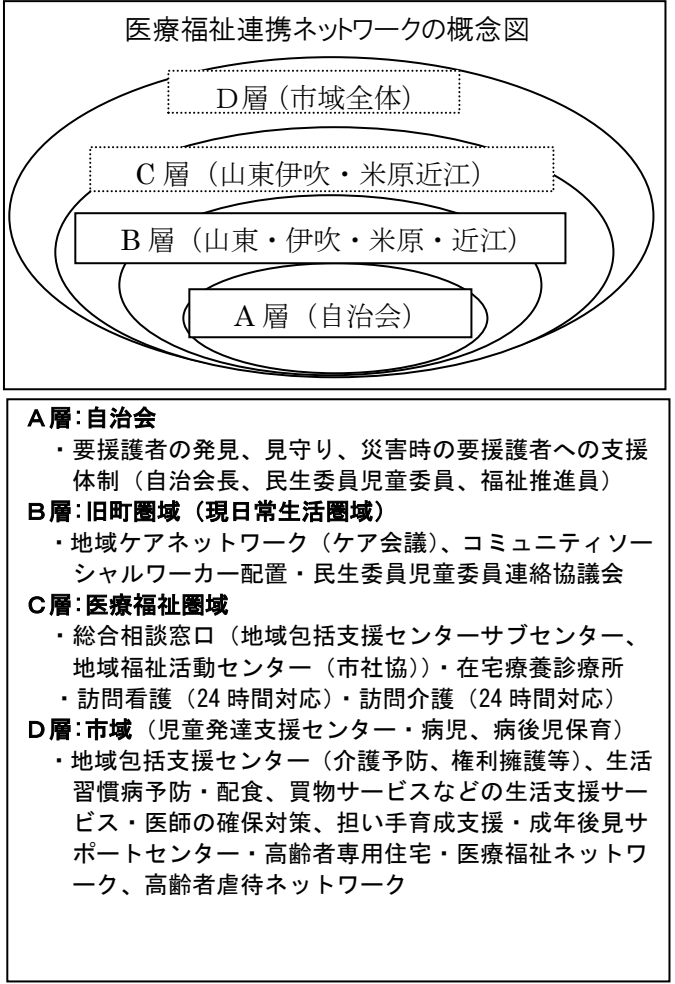 医療福祉連携ネットワークの概念図
Ｄ層（市域全体）
C 層（山東伊吹・米原近江）
B 層（山東・伊吹・米原・近江）
A 層（自治会）
Ａ層：自治会
・要援護者の発見、見守り、災害時の要援護者への支援
体制（自治会長、民生委員児童委員、福祉推進員）
Ｂ層：旧町圏域（現日常生活圏域）
・地域ケアネットワーク（ケア会議）、コミュニティソー
シャルワーカー配置・民生委員児童委員連絡協議会
Ｃ層：医療福祉圏域
・総合相談窓口（地域包括支援センターサブセンター、
地域福祉活動センター（市社協））・在宅療養診療所
・訪問看護（24 時間対応）・訪問介護（24 時間対応）
Ｄ層：市域（児童発達支援センター・病児、病後児保育）
・地域包括支援センター（介護予防、権利擁護等）、生活
習慣病予防・配食、買物サービスなどの生活支援サー
ビス・医師の確保対策、担い手育成支援・成年後見サ
ポートセンター・高齢者専用住宅・医療福祉ネットワ
ーク、高齢者虐待ネットワーク